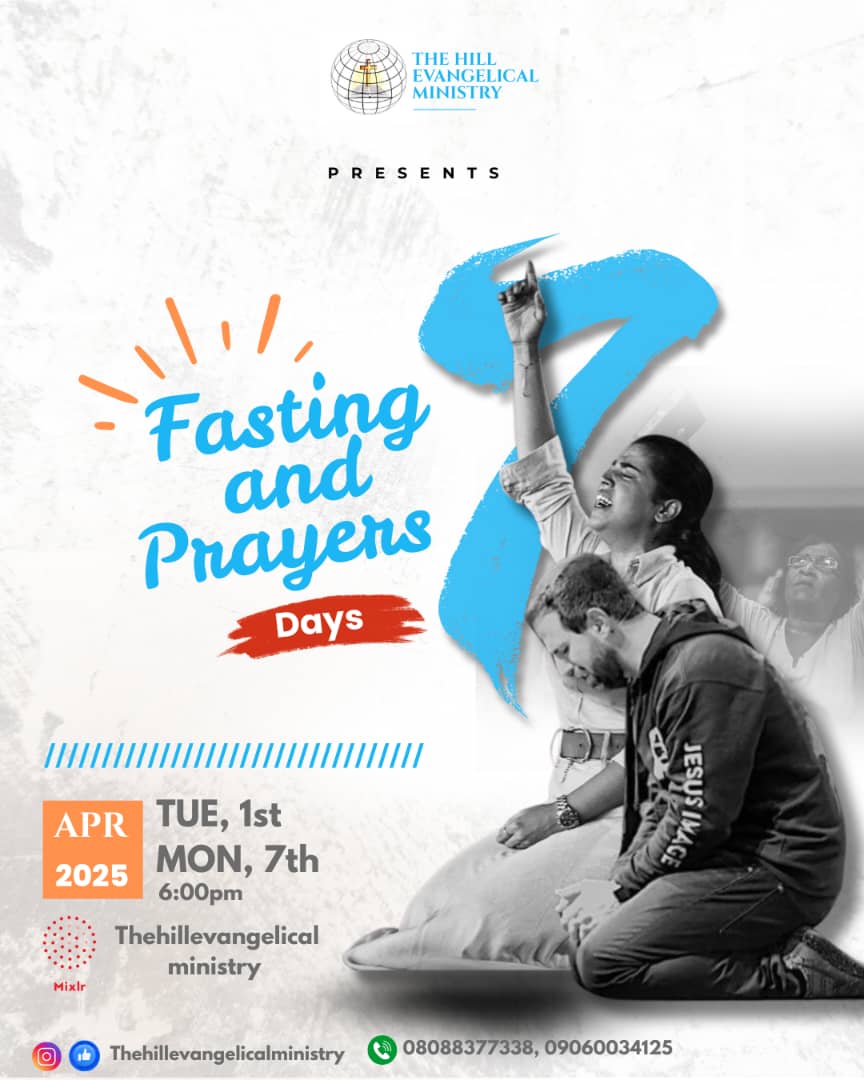 THE HILL
EVANGELICAL
MINISTRY
PRESENTS
7
Fasting
and
Prayers
Days
APR
2025
TUE, 1st
MON, 7th
6:00pm
Mixlr
Thehillevangelical
ministry
JESUS IMAGE
Thehillevangelicalministry
08088377338, 09060034125